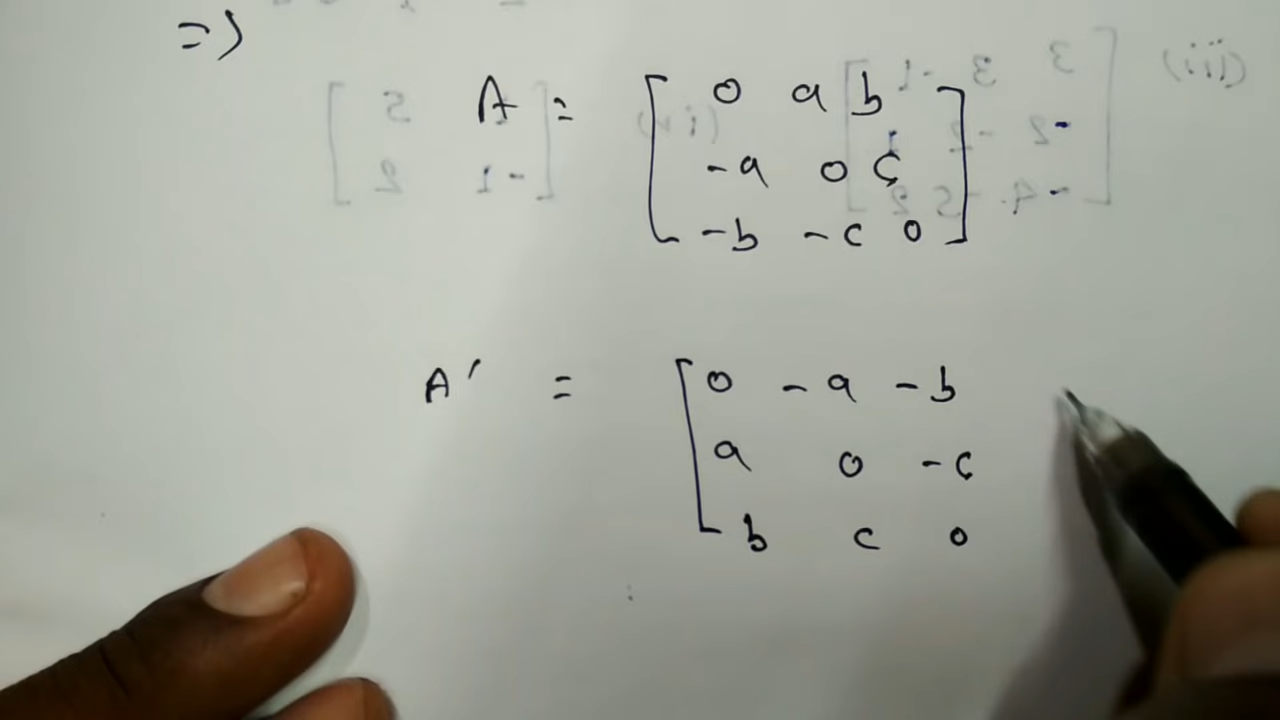 =>
A = [ 0 a b
-a 0 c
-b -c 0 ]
A' = [ 0 -a -b
a 0 -c
b c 0